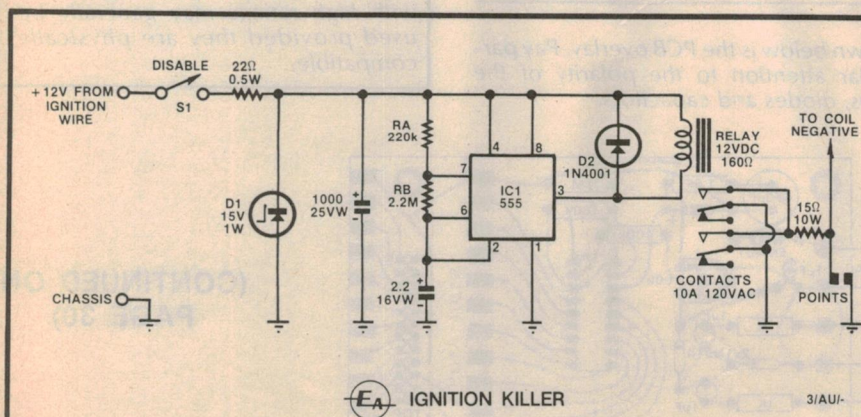 wn below is the PCB overlay. Pay par-
ar attention to the polarity of the
s, diodes and capacitors.
used provided they are physically
compatible.
DISABLE
22Ω
0.5W
+12V FROM
IGNITION
WIRE
S1
RA
220k
4
8
D2
1N4001
RELAY
12VDC
160Ω
TO COIL
NEGATIVE
7
D1
15V
1W
1000
25VW
+
-
RB
2.2M
6
IC1
555
3
15Ω
10W
2
1
2.2
16VW
+
CHASSIS
CONTACTS
10A 120VAC
POINTS
(CONTINUED ON
PAGE 30)
EA IGNITION KILLER
3/AU/-